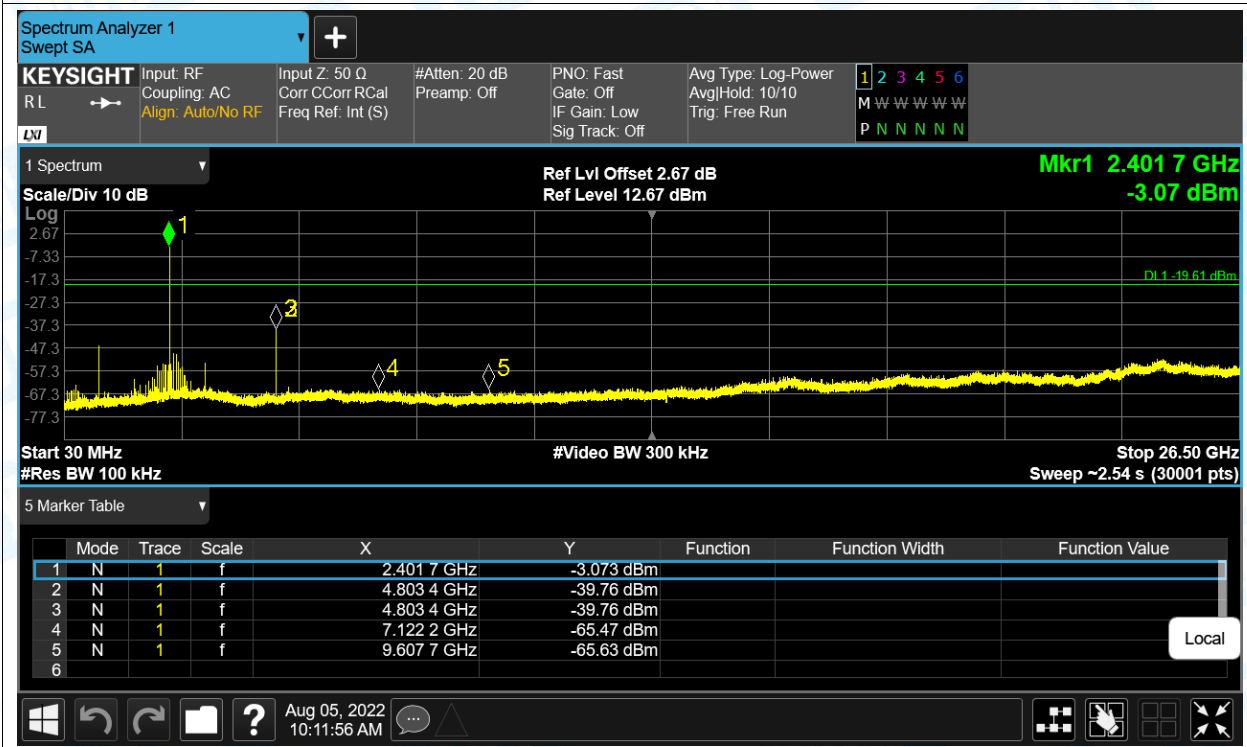 Spectrum Analyzer 1
Swept SA
+
KEYSIGHT Input: RF Input Z: 50 Ω #Atten: 20 dB PNO: Fast Avg Type: Log-Power 1 2 3 4 5 6
R L Coupling: AC Corr CCorr RCal Preamp: Off Gate: Off Avg|Hold: 10/10 M W W W W W W
Align: Auto/No RF Freq Ref: Int (S) IF Gain: Low Trig: Free Run
LXI Sig Track: Off P N N N N N N
1 Spectrum Ref Lvl Offset 2.67 dB Mkr1 2.401 7 GHz
Scale/Div 10 dB Ref Level 12.67 dBm -3.07 dBm
Log
1
2.67
-7.33
-17.3 DL1 -19.61 dBm
-27.3
-37.3
-47.3
-57.3 4 5
-67.3
-77.3
Start 30 MHz #Video BW 300 kHz Stop 26.50 GHz
#Res BW 100 kHz Sweep ~2.54 s (30001 pts)
5 Marker Table
Mode Trace Scale X Y Function Function Width Function Value
1 N 1 f 2.401 7 GHz -3.073 dBm
2 N 1 f 4.803 4 GHz -39.76 dBm
3 N 1 f 4.803 4 GHz -39.76 dBm
4 N 1 f 7.122 2 GHz -65.47 dBm
5 N 1 f 9.607 7 GHz -65.63 dBm
6
Local
? Aug 05, 2022
10:11:56 AM